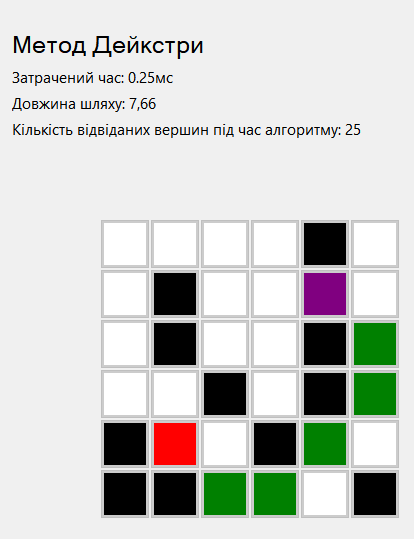 Метод Дейкстри
Затрачений час: 0.25мс
Довжина шляху: 7,66
Кількість відвіданих вершин під час алгоритму: 25